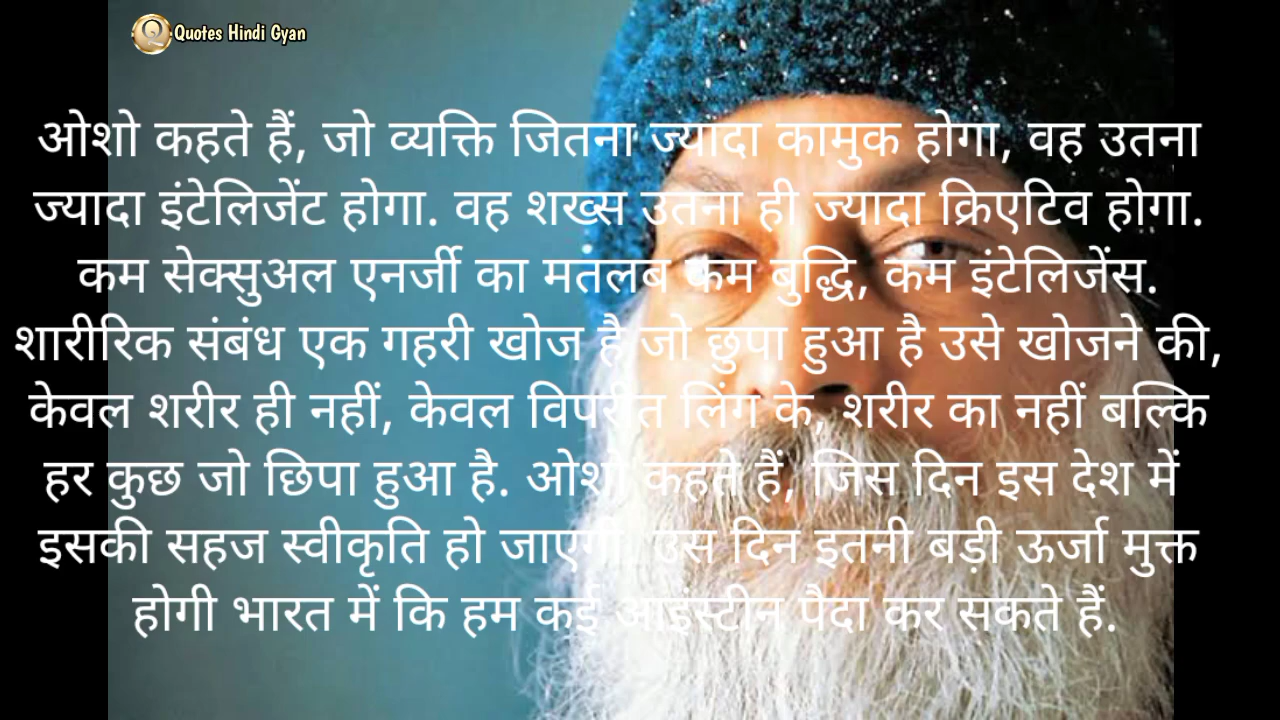 Quotes Hindi Gyan
ओशो कहते हैं, जो व्यक्ति जितना ज्यादा कामुक होगा, वह उतना
ज्यादा इंटेलिजेंट होगा. वह शख्स उतना ही ज्यादा क्रिएटिव होगा.
कम सेक्सुअल एनर्जी का मतलब कम बुद्धि, कम इंटेलिजेंस.
शारीरिक संबंध एक गहरी खोज है जो छुपा हुआ है उसे खोजने की,
केवल शरीर ही नहीं, केवल विपरीत लिंग के, शरीर का नहीं बल्कि
हर कुछ जो छिपा हुआ है. ओशो कहते हैं, जिस दिन इस देश में
इसकी सहज स्वीकृति हो जाएगी, उस दिन इतनी बड़ी ऊर्जा मुक्त
होगी भारत में कि हम कई आइंस्टीन पैदा कर सकते हैं.